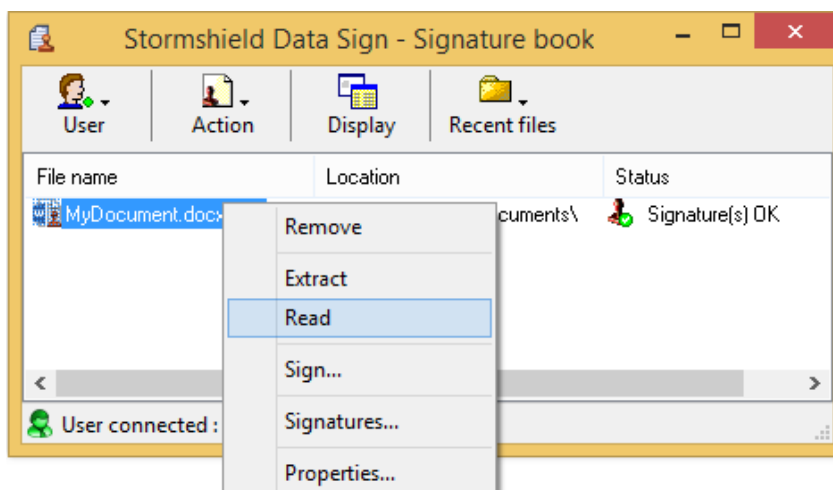 Stormshield Data Sign - Signature book
User Action Display Recent files
File name Location Status
MyDocument.docx cuments\ Signature(s) OK
Remove
Extract
Read
Sign...
Signatures...
Properties...
User connected :